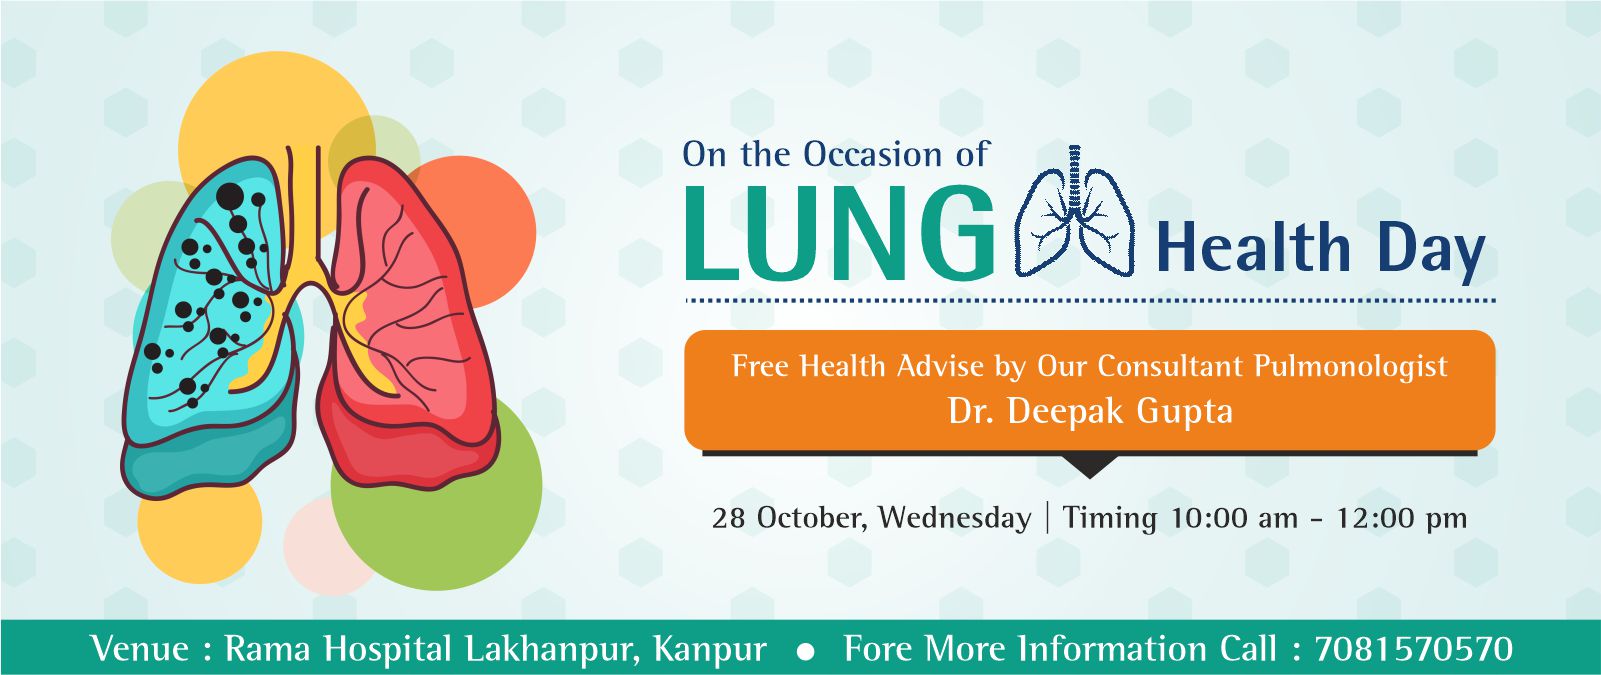 On the Occasion of
LUNG Health Day
Free Health Advise by Our Consultant Pulmonologist
Dr. Deepak Gupta
28 October, Wednesday | Timing 10:00 am - 12:00 pm
Venue : Rama Hospital Lakhanpur, Kanpur ● Fore More Information Call : 7081570570